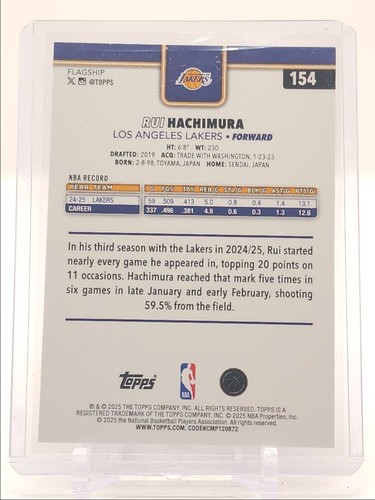 FLAGSHIP
X @TOPPS
LAKERS
154
RUI HACHIMURA
LOS ANGELES LAKERS • FORWARD
HT: 6'8" WT: 230
DRAFTED: 2019 ACQ: TRADE WITH WASHINGTON, 1-23-23
BORN: 2-8-98, TOYAMA, JAPAN HOME: SENDAI, JAPAN
NBA RECORD
YEAR TEAM G FG% 3P% REB/G STL/G BLK/G AST/G PTS/G
24-25 LAKERS 59 .509 .413 5.0 0.8 0.4 1.4 13.1
CAREER 337 .496 .381 4.9 0.6 0.3 1.3 12.8
In his third season with the Lakers in 2024/25, Rui started
nearly every game he appeared in, topping 20 points on
11 occasions. Hachimura reached that mark five times in
six games in late January and early February, shooting
59.5% from the field.
Topps
NBA
® & © 2025 THE TOPPS COMPANY, INC. ALL RIGHTS RESERVED. TOPPS IS A
REGISTERED TRADEMARK OF THE TOPPS COMPANY, INC. © 2025 NBA Properties, Inc.
© 2025 the National Basketball Players Association. All rights reserved.
WWW.TOPPS.COM. CODE#CMP120872